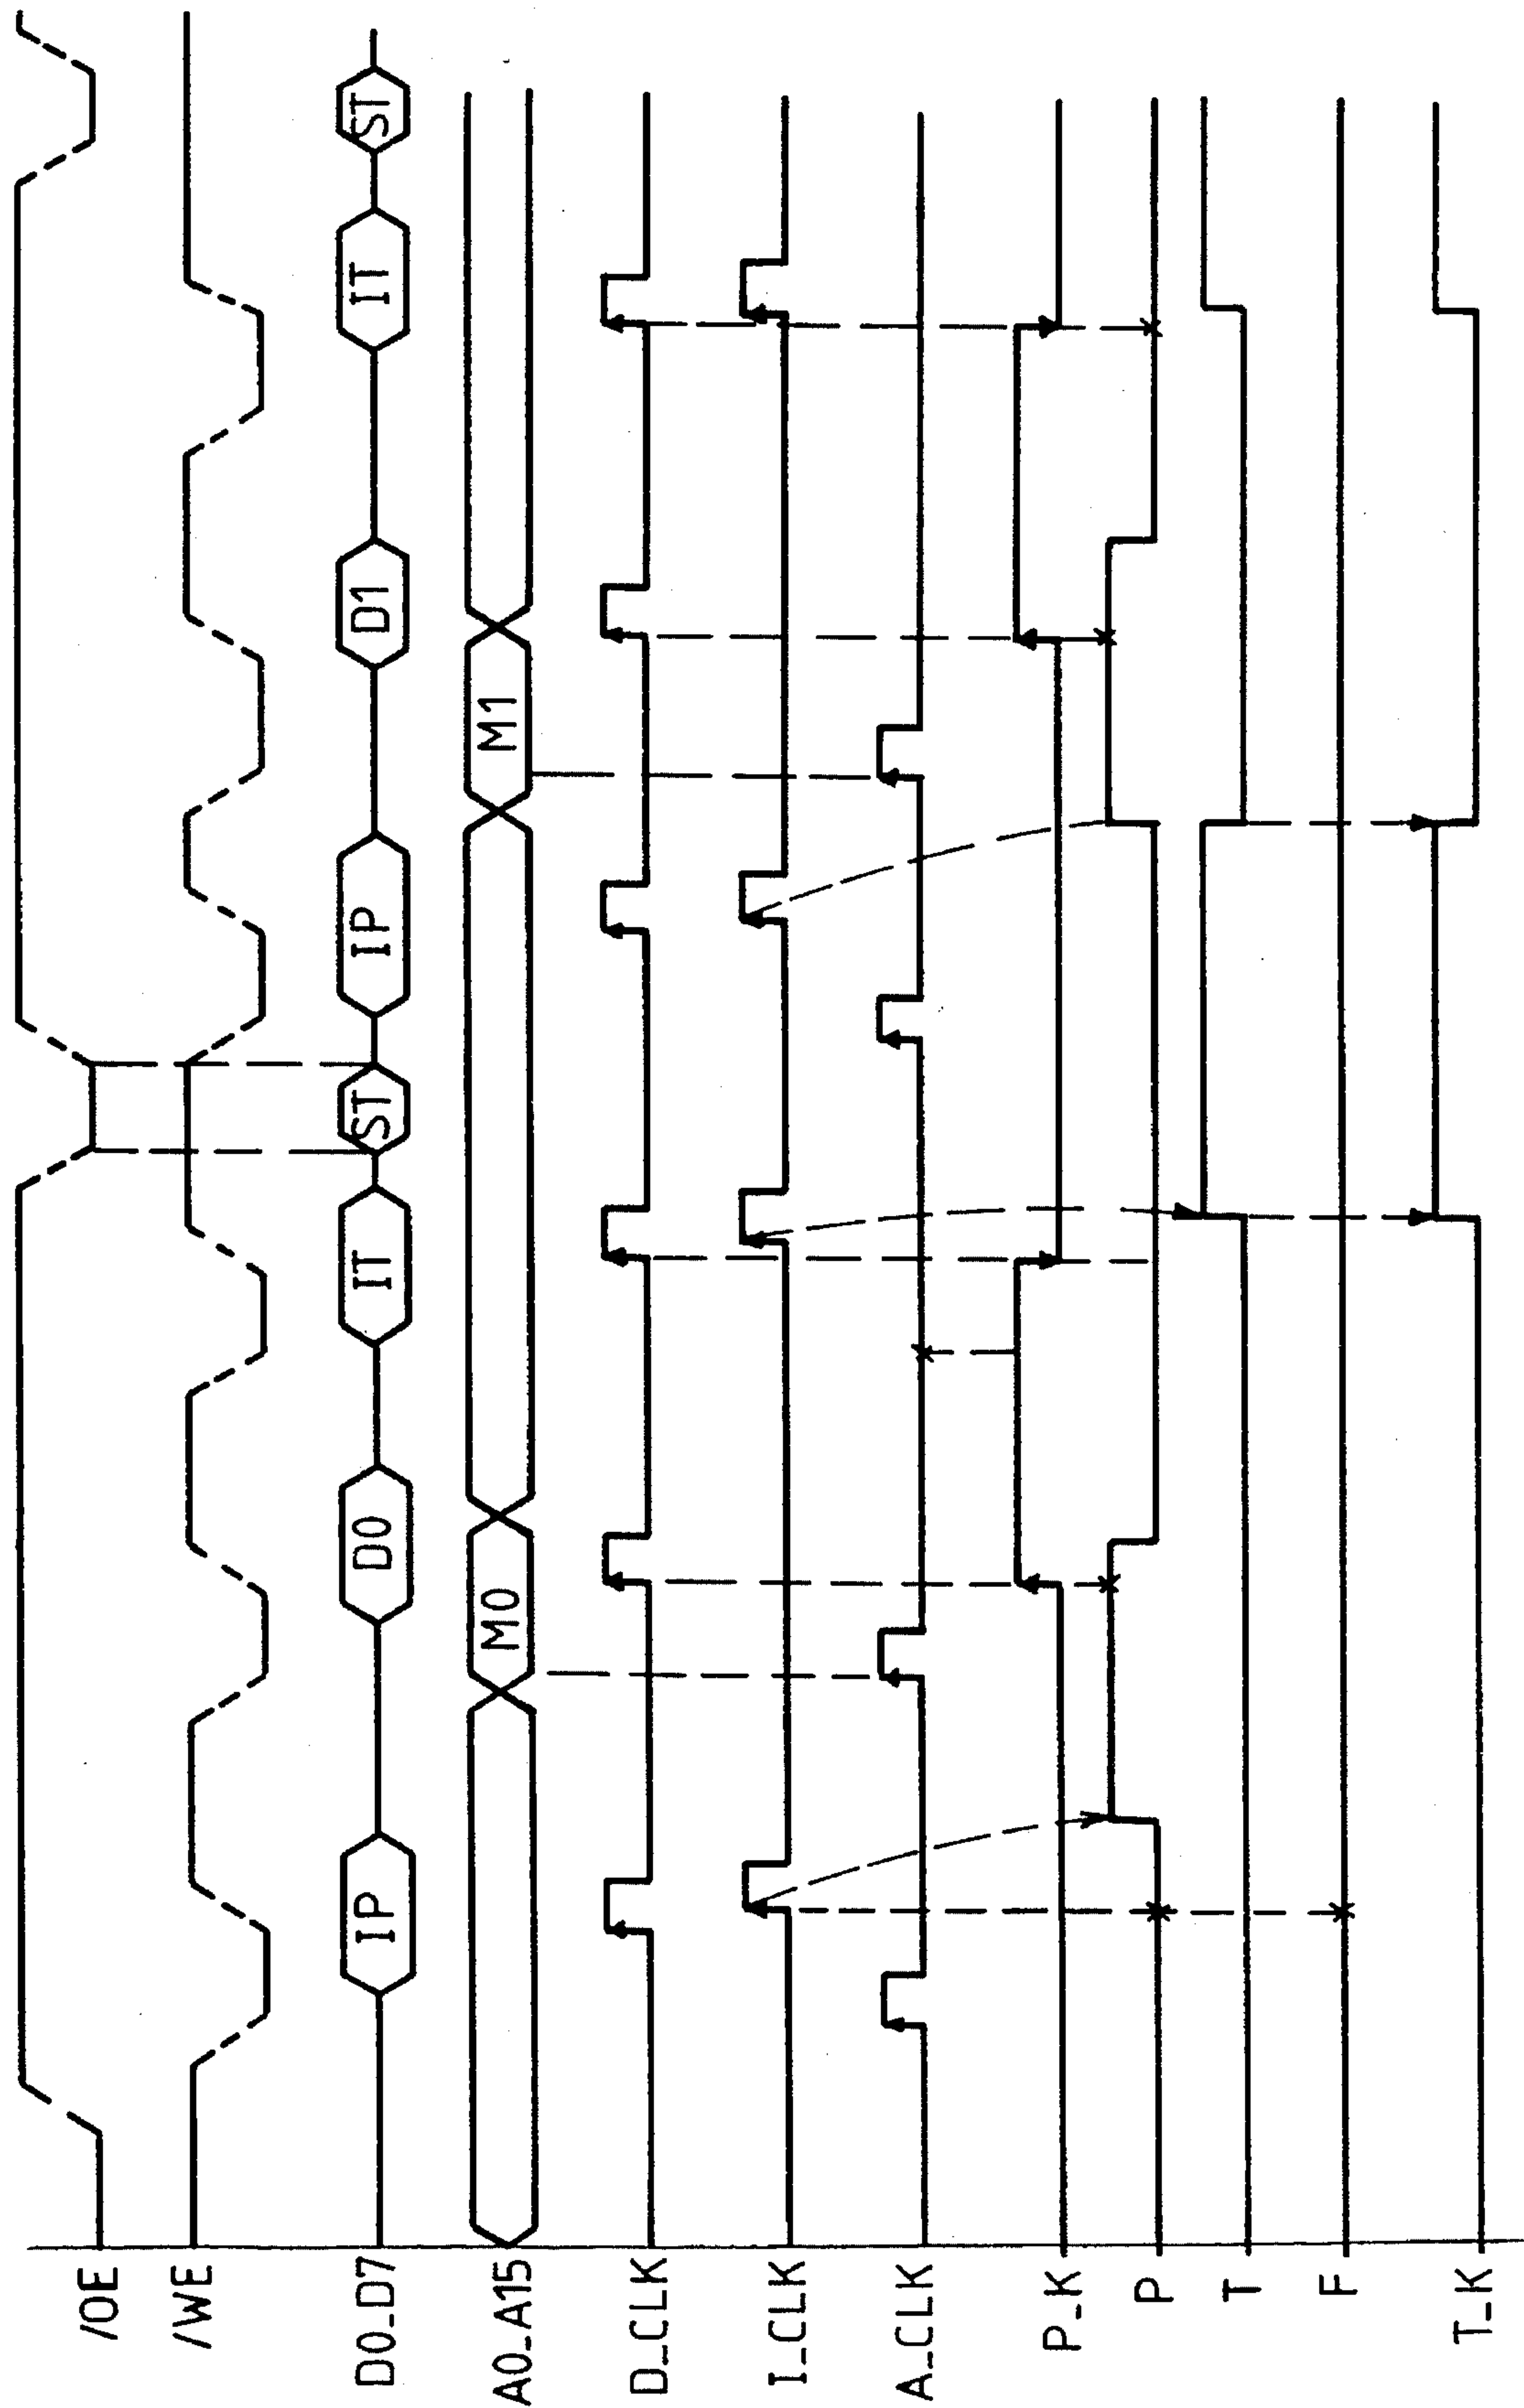 /OE
/WE
D0_D7 IP D0 IT ST IP D1 IT ST
A0_A15 M0 M1
D_CLK
I_CLK
A_CLK
P_K
P
T
F
T_K